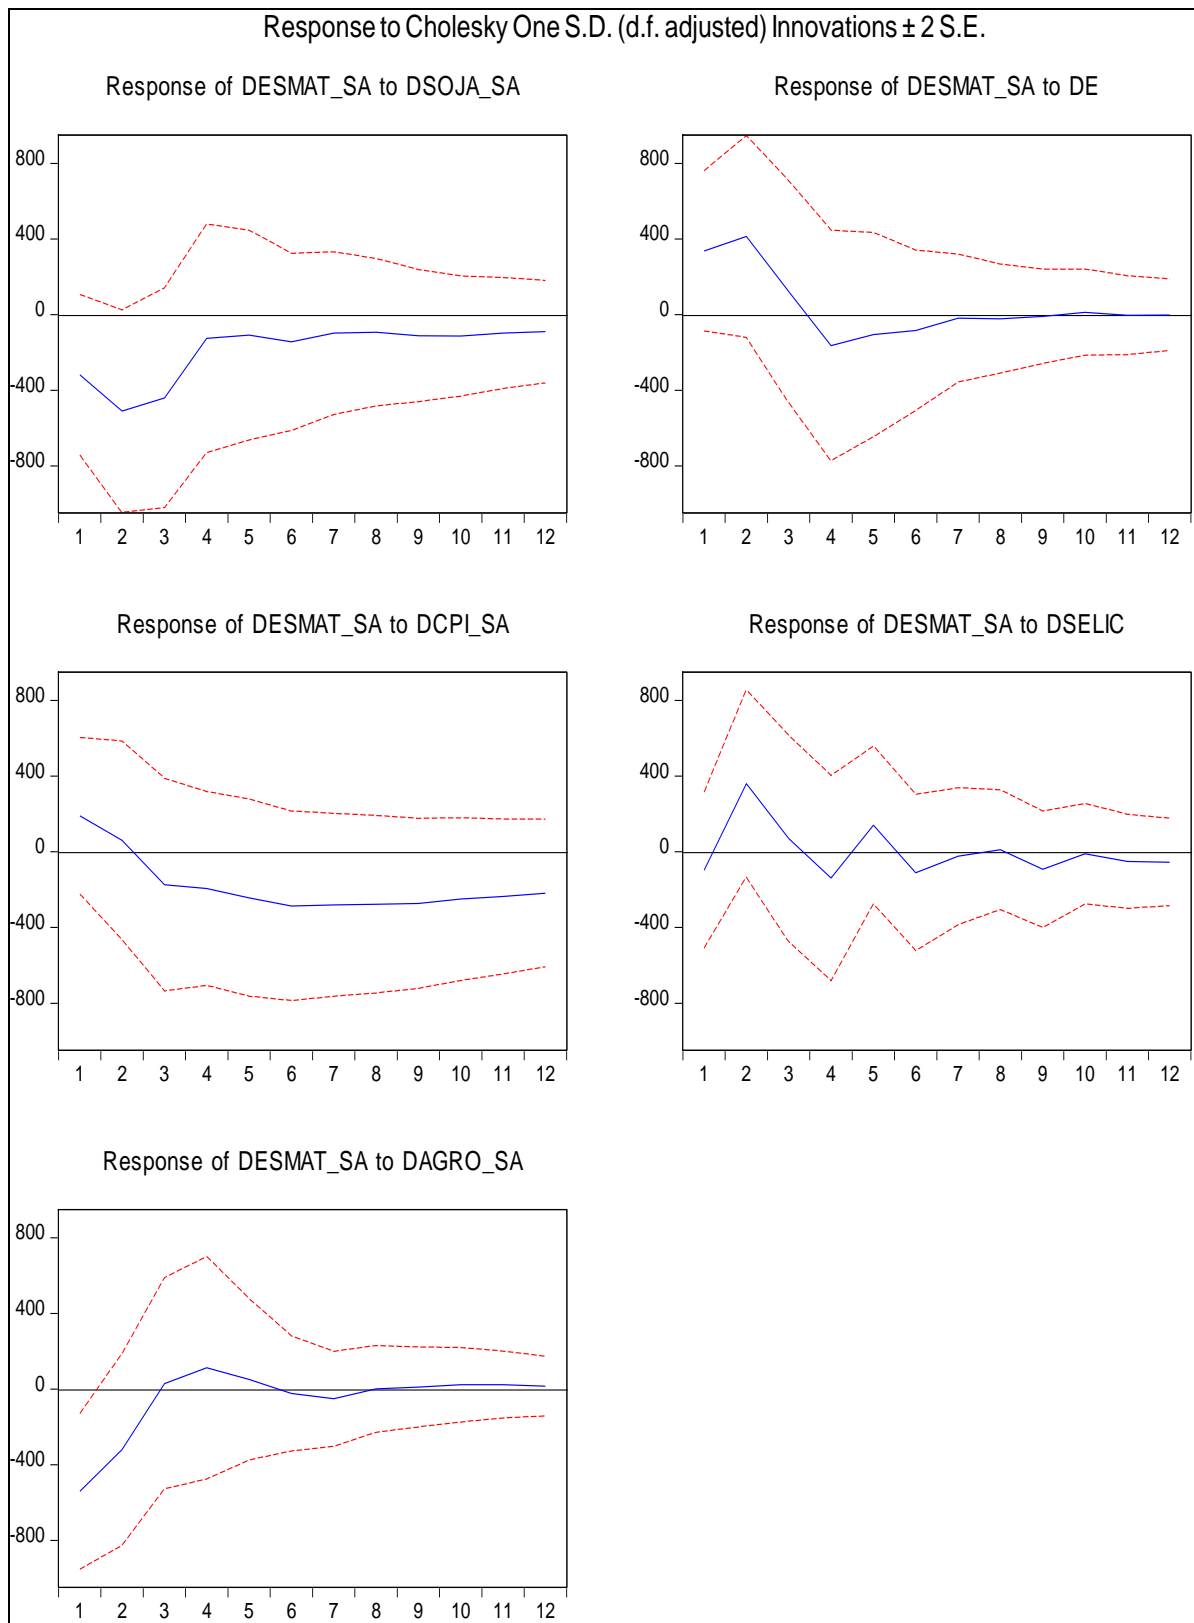 Response to Cholesky One S.D. (d.f. adjusted) Innovations ± 2 S.E.
Response of DESMAT_SA to DSOJA_SA
800
400
0
-400
-800
1 2 3 4 5 6 7 8 9 10 11 12
Response of DESMAT_SA to DE
800
400
0
-400
-800
1 2 3 4 5 6 7 8 9 10 11 12
Response of DESMAT_SA to DCPI_SA
800
400
0
-400
-800
1 2 3 4 5 6 7 8 9 10 11 12
Response of DESMAT_SA to DSELIC
800
400
0
-400
-800
1 2 3 4 5 6 7 8 9 10 11 12
Response of DESMAT_SA to DAGRO_SA
800
400
0
-400
-800
1 2 3 4 5 6 7 8 9 10 11 12